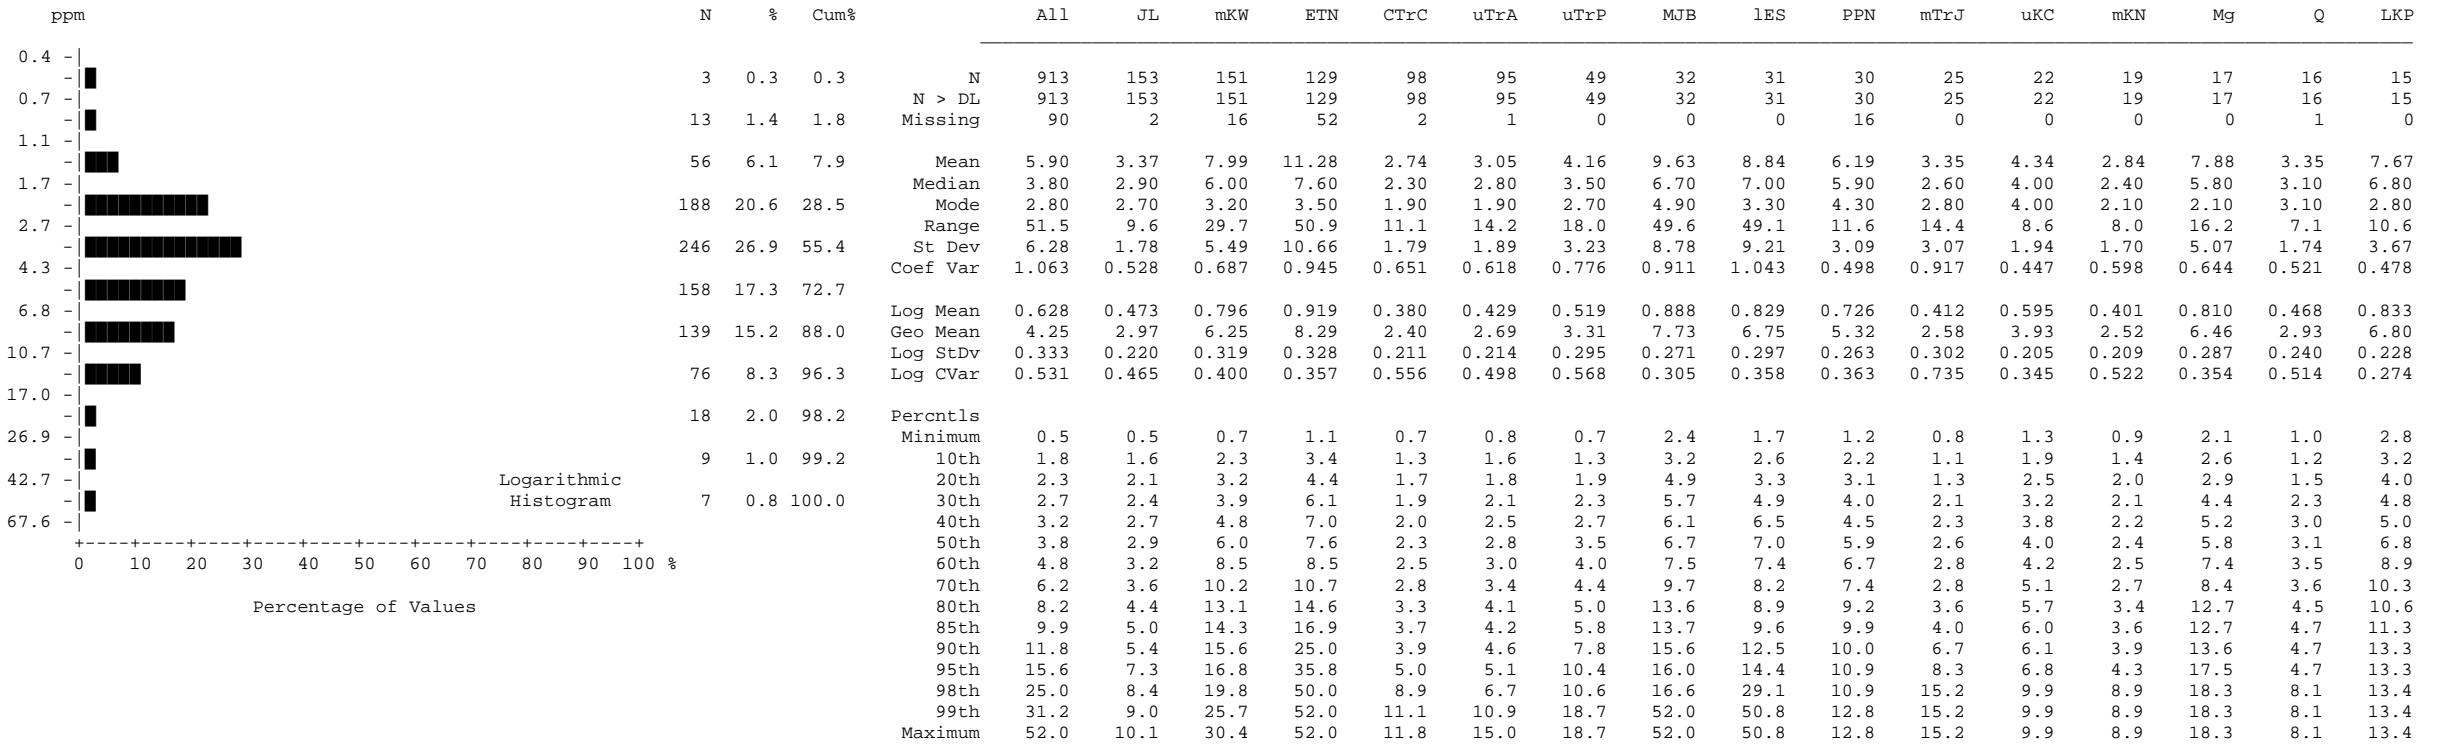 ppm N % Cum% All JL mKW ETN CTrC uTrA uTrP MJB lES PPN mTrJ uKC mKN Mg Q LKP
0.4
3 0.3 0.3 N 913 153 151 129 98 95 49 32 31 30 25 22 19 17 16 15
0.7 N > DL 913 153 151 129 98 95 49 32 31 30 25 22 19 17 16 15
13 1.4 1.8 Missing 90 2 16 52 2 1 0 0 0 16 0 0 0 0 1 0
1.1
56 6.1 7.9 Mean 5.90 3.37 7.99 11.28 2.74 3.05 4.16 9.63 8.84 6.19 3.35 4.34 2.84 7.88 3.35 7.67
1.7 Median 3.80 2.90 6.00 7.60 2.30 2.80 3.50 6.70 7.00 5.90 2.60 4.00 2.40 5.80 3.10 6.80
188 20.6 28.5 Mode 2.80 2.70 3.20 3.50 1.90 1.90 2.70 4.90 3.30 4.30 2.80 4.00 2.10 2.10 3.10 2.80
2.7 Range 51.5 9.6 29.7 50.9 11.1 14.2 18.0 49.6 49.1 11.6 14.4 8.6 8.0 16.2 7.1 10.6
246 26.9 55.4 St Dev 6.28 1.78 5.49 10.66 1.79 1.89 3.23 8.78 9.21 3.09 3.07 1.94 1.70 5.07 1.74 3.67
4.3 Coef Var 1.063 0.528 0.687 0.945 0.651 0.618 0.776 0.911 1.043 0.498 0.917 0.447 0.598 0.644 0.521 0.478
158 17.3 72.7
6.8 Log Mean 0.628 0.473 0.796 0.919 0.380 0.429 0.519 0.888 0.829 0.726 0.412 0.595 0.401 0.810 0.468 0.833
139 15.2 88.0 Geo Mean 4.25 2.97 6.25 8.29 2.40 2.69 3.31 7.73 6.75 5.32 2.58 3.93 2.52 6.46 2.93 6.80
10.7 Log StDv 0.333 0.220 0.319 0.328 0.211 0.214 0.295 0.271 0.297 0.263 0.302 0.205 0.209 0.287 0.240 0.228
76 8.3 96.3 Log CVar 0.531 0.465 0.400 0.357 0.556 0.498 0.568 0.305 0.358 0.363 0.735 0.345 0.522 0.354 0.514 0.274
17.0
18 2.0 98.2 Percntls
26.9 Minimum 0.5 0.5 0.7 1.1 0.7 0.8 0.7 2.4 1.7 1.2 0.8 1.3 0.9 2.1 1.0 2.8
9 1.0 99.2 10th 1.8 1.6 2.3 3.4 1.3 1.6 1.3 3.2 2.6 2.2 1.1 1.9 1.4 2.6 1.2 3.2
42.7 Logarithmic 20th 2.3 2.1 3.2 4.4 1.7 1.8 1.9 4.9 3.3 3.1 1.3 2.5 2.0 2.9 1.5 4.0
Histogram 7 0.8 100.0 30th 2.7 2.4 3.9 6.1 1.9 2.1 2.3 5.7 4.9 4.0 2.1 3.2 2.1 4.4 2.3 4.8
67.6 40th 3.2 2.7 4.8 7.0 2.0 2.5 2.7 6.1 6.5 4.5 2.3 3.8 2.2 5.2 3.0 5.0
50th 3.8 2.9 6.0 7.6 2.3 2.8 3.5 6.7 7.0 5.9 2.6 4.0 2.4 5.8 3.1 6.8
0 10 20 30 40 50 60 70 80 90 100 % 60th 4.8 3.2 8.5 8.5 2.5 3.0 4.0 7.5 7.4 6.7 2.8 4.2 2.5 7.4 3.5 8.9
70th 6.2 3.6 10.2 10.7 2.8 3.4 4.4 9.7 8.2 7.4 2.8 5.1 2.7 8.4 3.6 10.3
Percentage of Values 80th 8.2 4.4 13.1 14.6 3.3 4.1 5.0 13.6 8.9 9.2 3.6 5.7 3.4 12.7 4.5 10.6
85th 9.9 5.0 14.3 16.9 3.7 4.2 5.8 13.7 9.6 9.9 4.0 6.0 3.6 12.7 4.7 11.3
90th 11.8 5.4 15.6 25.0 3.9 4.6 7.8 15.6 12.5 10.0 6.7 6.1 3.9 13.6 4.7 13.3
95th 15.6 7.3 16.8 35.8 5.0 5.1 10.4 16.0 14.4 10.9 8.3 6.8 4.3 17.5 4.7 13.3
98th 25.0 8.4 19.8 50.0 8.9 6.7 10.6 16.6 29.1 10.9 15.2 9.9 8.9 18.3 8.1 13.4
99th 31.2 9.0 25.7 52.0 11.1 10.9 18.7 52.0 50.8 12.8 15.2 9.9 8.9 18.3 8.1 13.4
Maximum 52.0 10.1 30.4 52.0 11.8 15.0 18.7 52.0 50.8 12.8 15.2 9.9 8.9 18.3 8.1 13.4